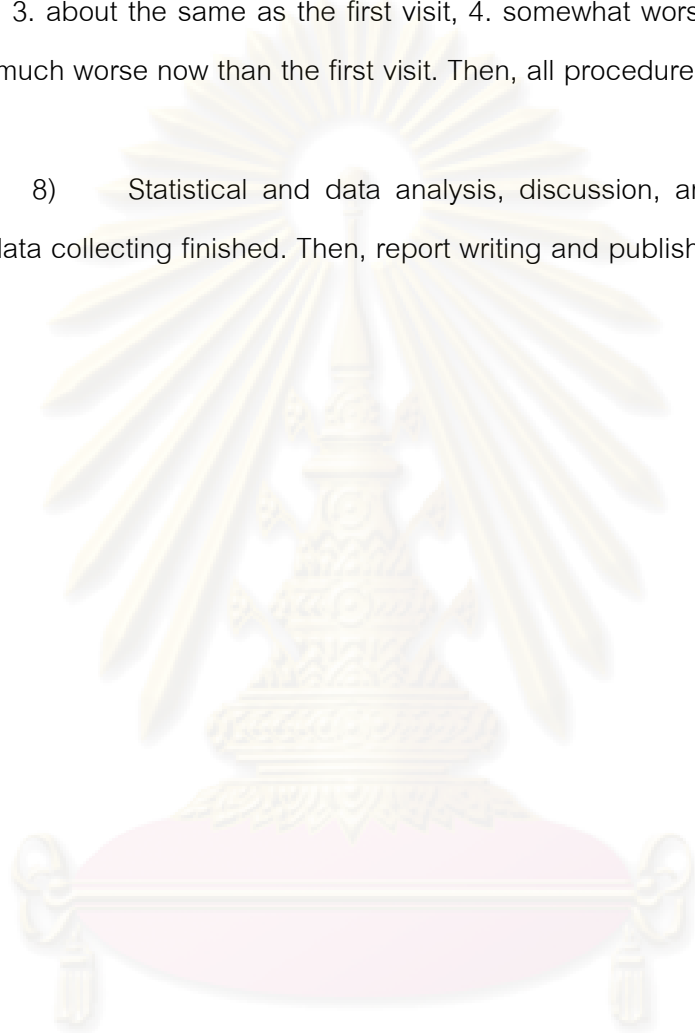 3. about the same as the first visit, 4. somewhat wors
much worse now than the first visit. Then, all procedure
8) Statistical and data analysis, discussion, ar
data collecting finished. Then, report writing and publish